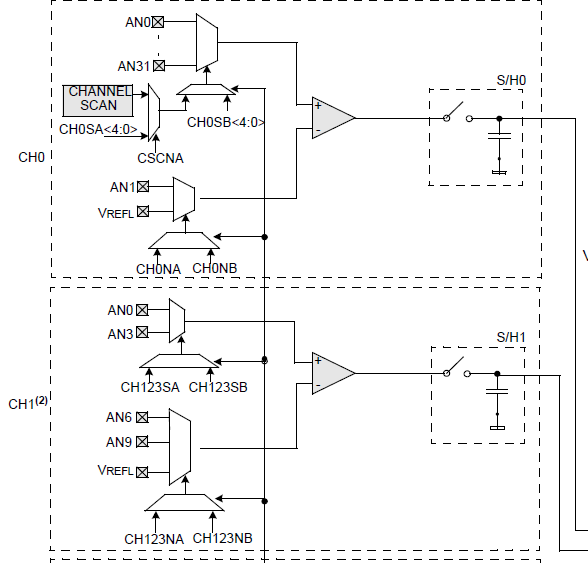 AN0
AN31
S/H0
CHANNEL
SCAN
+
CH0SA<4:0>
CH0SB<4:0>
-
CH0
CSCNA
AN1
VREFL
CH0NA
CH0NB
AN0
AN3
S/H1
+
CH123SA
CH123SB
-
CH1(2)
AN6
AN9
VREFL
CH123NA
CH123NB